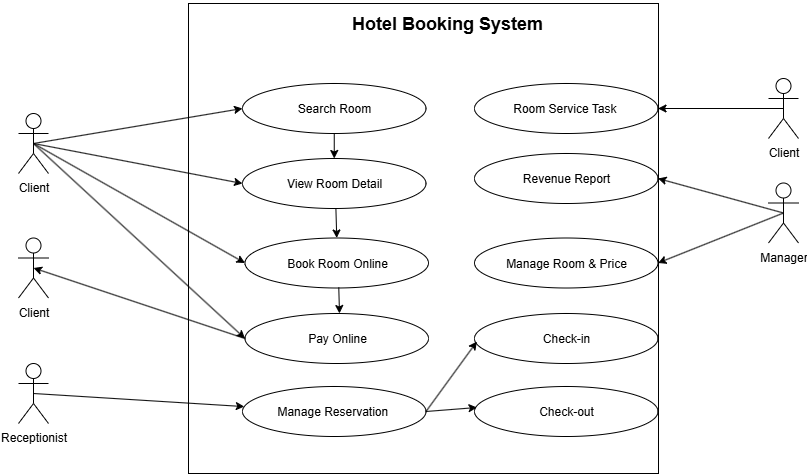 Hotel Booking System
Search Room
Room Service Task
Client
Client
View Room Detail
Revenue Report
Book Room Online
Manage Room & Price
Manager
Client
Pay Online
Check-in
Manage Reservation
Check-out
Receptionist